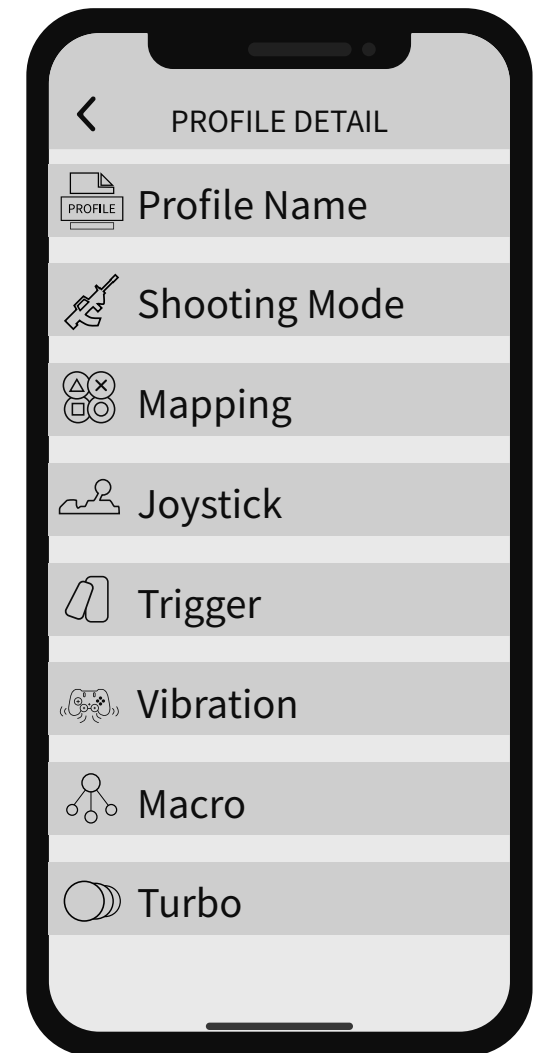 PROFILE DETAIL
PROFILE
Profile Name
Shooting Mode
Mapping
Joystick
Trigger
Vibration
Macro
Turbo